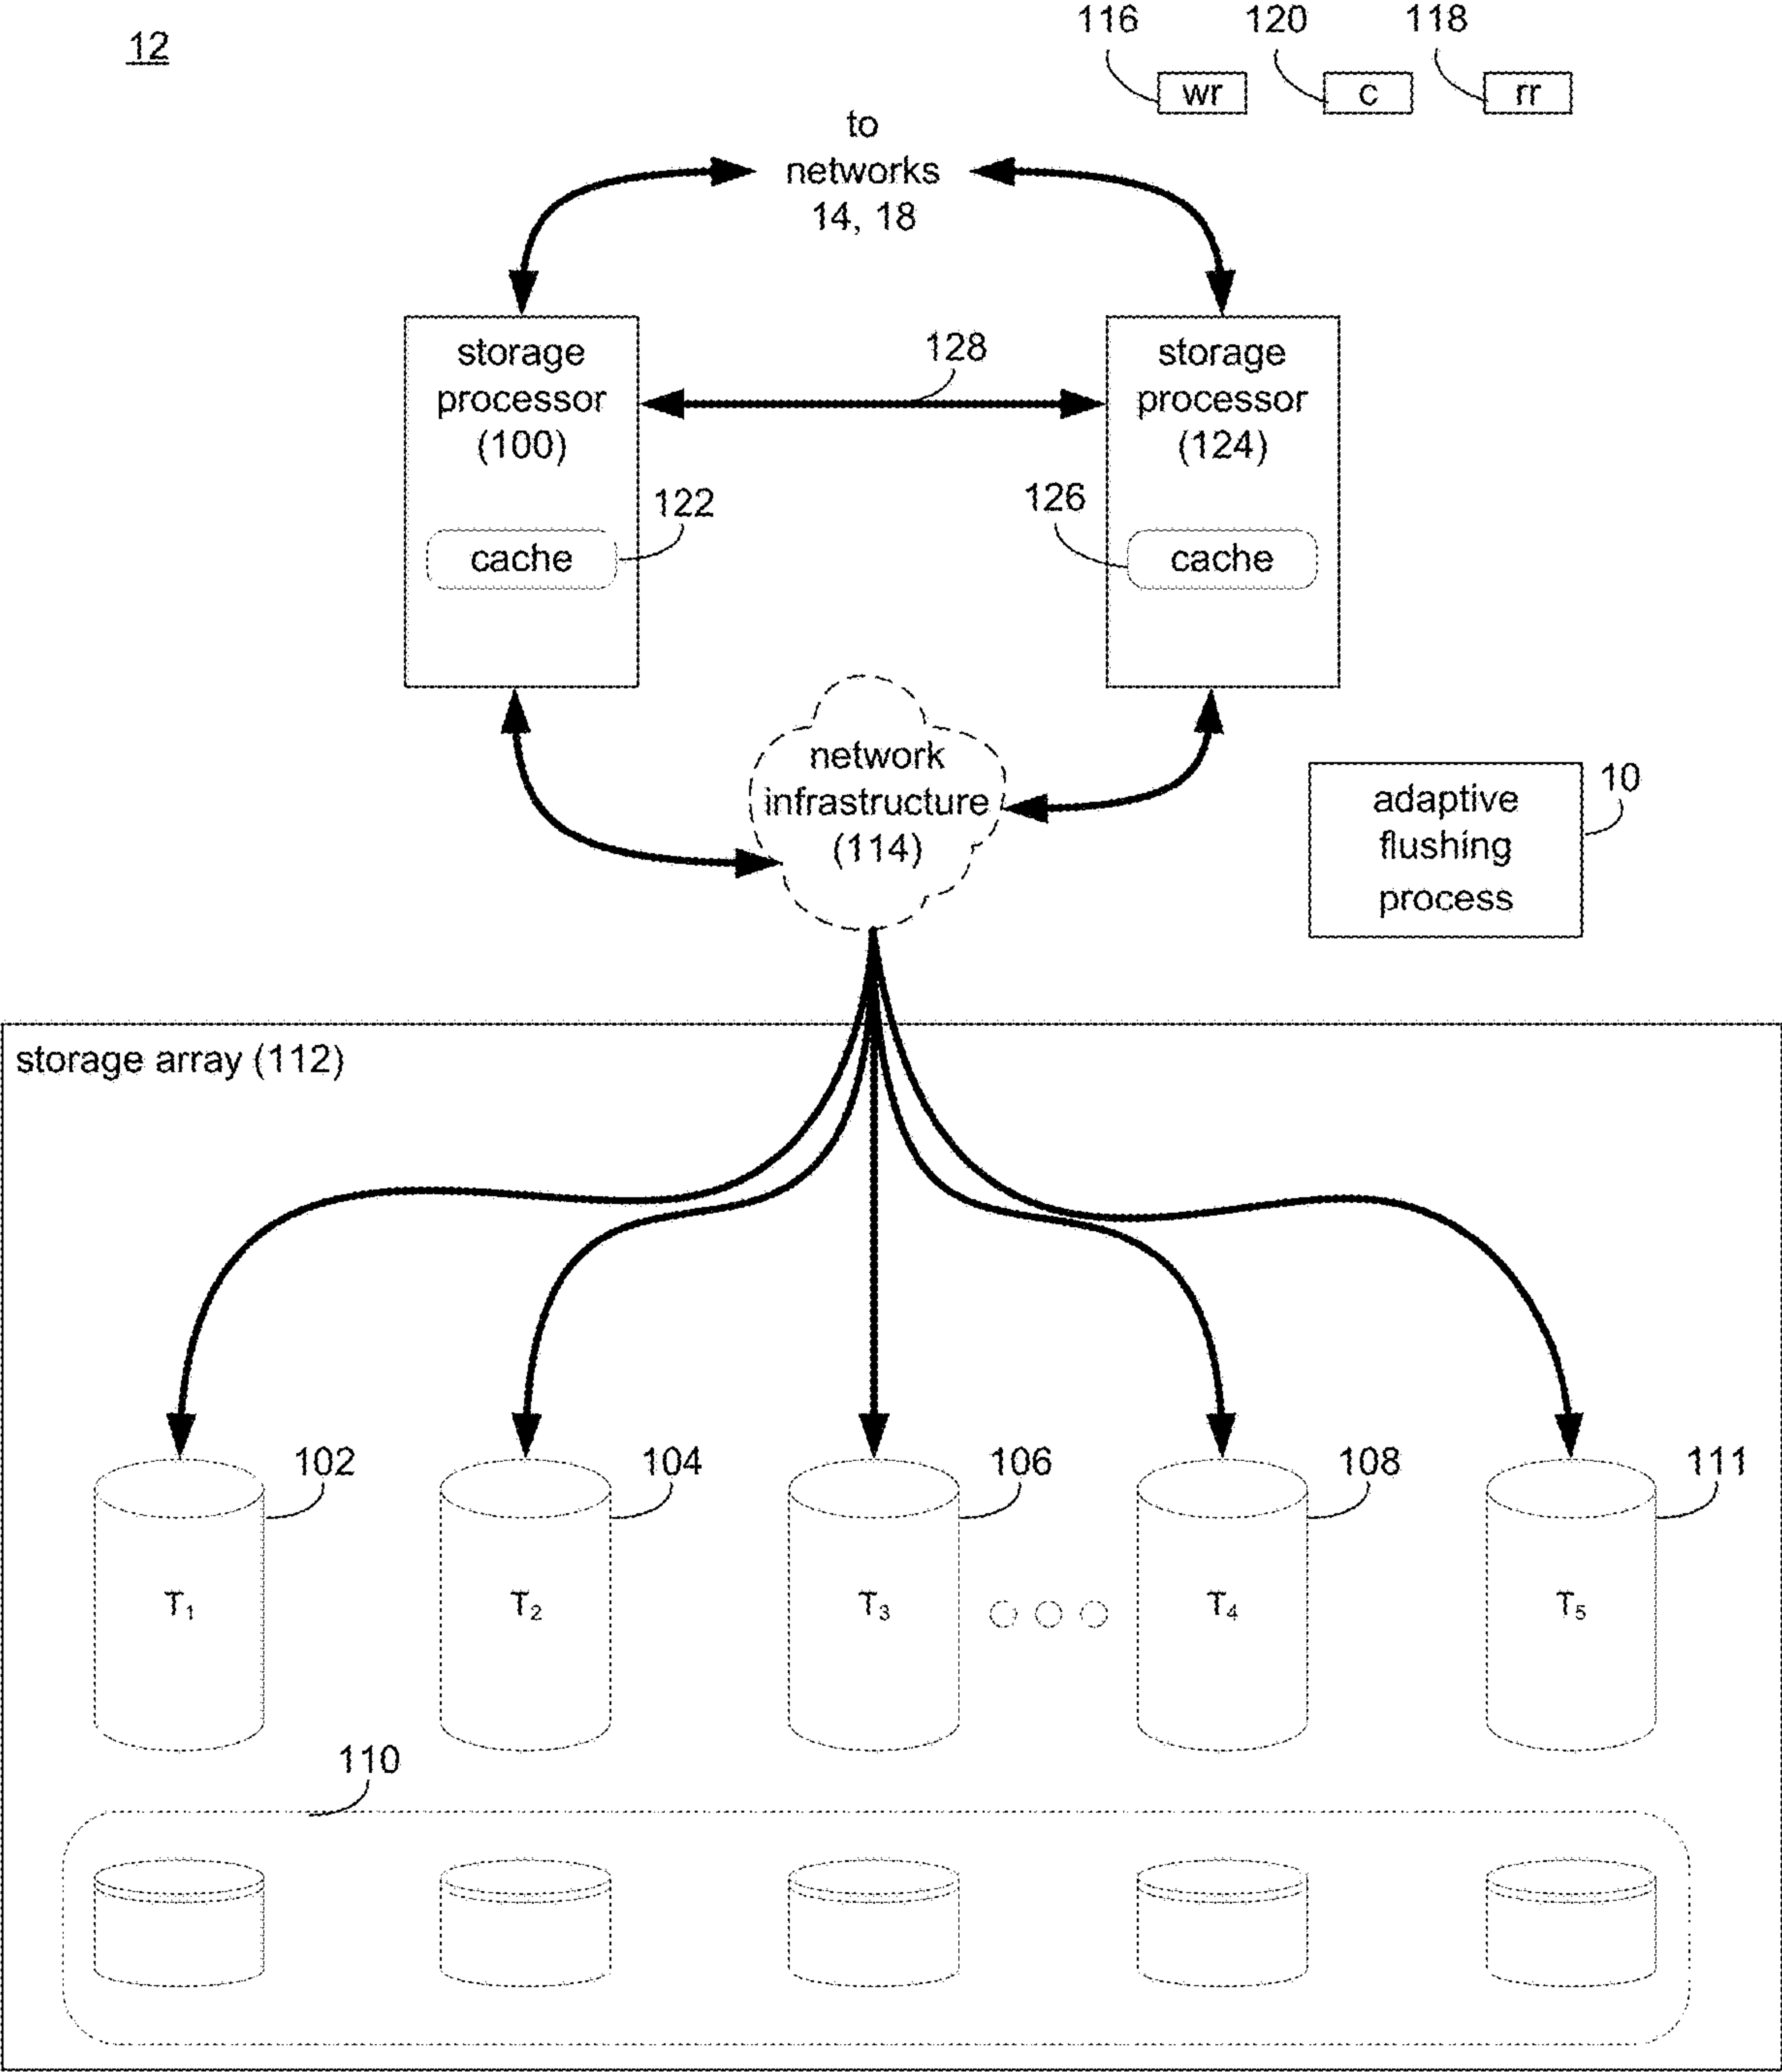 12
116
120
118
wr
c
rr
to
networks
14, 18
storage
processor
(100)
128
storage
processor
(124)
122
cache
126
cache
network
infrastructure
(114)
10
adaptive
flushing
process
storage array (112)
102
104
106
108
111
T1
T2
T3
T4
T5
110